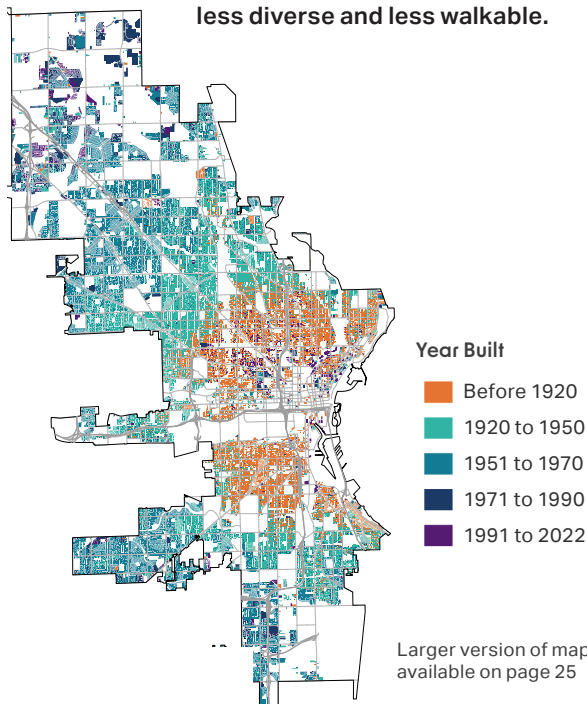 less diverse and less walkable.
Year Built
Before 1920
1920 to 1950
1951 to 1970
1971 to 1990
1991 to 2022
Larger version of map
available on page 25